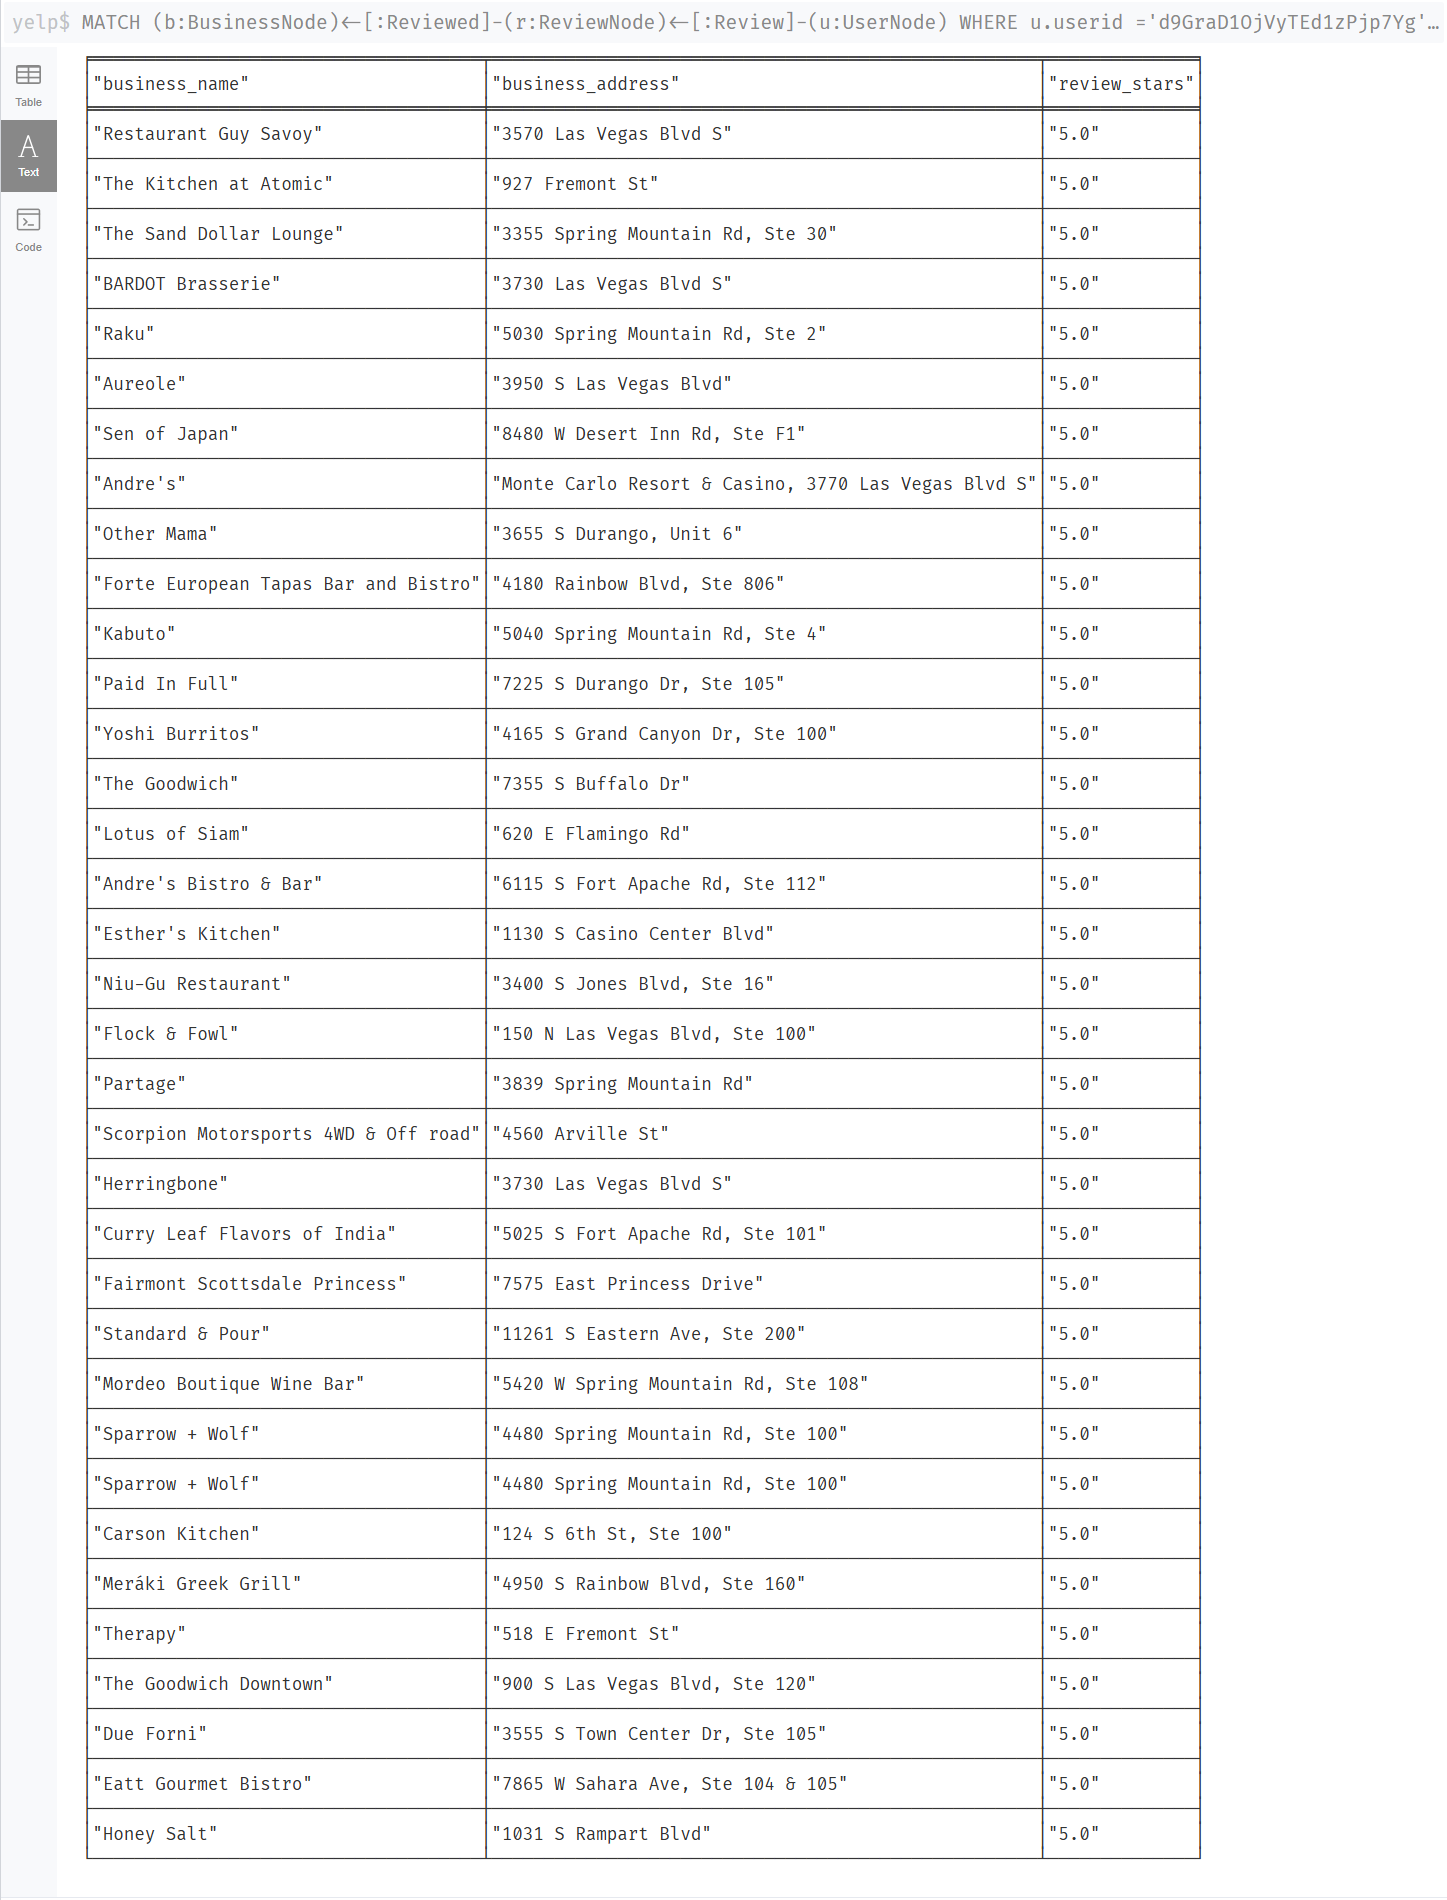 yelp$ MATCH (b:BusinessNode)<-[:Reviewed]-(r:ReviewNode)<-[:Review]-(u:UserNode) WHERE u.userid ='d9GraD1OjVyTEd1zPjp7Yg'…
Table
Text
Code
"business_name" "business_address" "review_stars"
"Restaurant Guy Savoy" "3570 Las Vegas Blvd S" "5.0"
"The Kitchen at Atomic" "927 Fremont St" "5.0"
"The Sand Dollar Lounge" "3355 Spring Mountain Rd, Ste 30" "5.0"
"BARDOT Brasserie" "3730 Las Vegas Blvd S" "5.0"
"Raku" "5030 Spring Mountain Rd, Ste 2" "5.0"
"Aureole" "3950 S Las Vegas Blvd" "5.0"
"Sen of Japan" "8480 W Desert Inn Rd, Ste F1" "5.0"
"Andre's" "Monte Carlo Resort & Casino, 3770 Las Vegas Blvd S" "5.0"
"Other Mama" "3655 S Durango, Unit 6" "5.0"
"Forte European Tapas Bar and Bistro" "4180 Rainbow Blvd, Ste 806" "5.0"
"Kabuto" "5040 Spring Mountain Rd, Ste 4" "5.0"
"Paid In Full" "7225 S Durango Dr, Ste 105" "5.0"
"Yoshi Burritos" "4165 S Grand Canyon Dr, Ste 100" "5.0"
"The Goodwich" "7355 S Buffalo Dr" "5.0"
"Lotus of Siam" "620 E Flamingo Rd" "5.0"
"Andre's Bistro & Bar" "6115 S Fort Apache Rd, Ste 112" "5.0"
"Esther's Kitchen" "1130 S Casino Center Blvd" "5.0"
"Niu-Gu Restaurant" "3400 S Jones Blvd, Ste 16" "5.0"
"Flock & Fowl" "150 N Las Vegas Blvd, Ste 100" "5.0"
"Partage" "3839 Spring Mountain Rd" "5.0"
"Scorpion Motorsports 4WD & Off road" "4560 Arville St" "5.0"
"Herringbone" "3730 Las Vegas Blvd S" "5.0"
"Curry Leaf Flavors of India" "5025 S Fort Apache Rd, Ste 101" "5.0"
"Fairmont Scottsdale Princess" "7575 East Princess Drive" "5.0"
"Standard & Pour" "11261 S Eastern Ave, Ste 200" "5.0"
"Mordeo Boutique Wine Bar" "5420 W Spring Mountain Rd, Ste 108" "5.0"
"Sparrow + Wolf" "4480 Spring Mountain Rd, Ste 100" "5.0"
"Sparrow + Wolf" "4480 Spring Mountain Rd, Ste 100" "5.0"
"Carson Kitchen" "124 S 6th St, Ste 100" "5.0"
"Meráki Greek Grill" "4950 S Rainbow Blvd, Ste 160" "5.0"
"Therapy" "518 E Fremont St" "5.0"
"The Goodwich Downtown" "900 S Las Vegas Blvd, Ste 120" "5.0"
"Due Forni" "3555 S Town Center Dr, Ste 105" "5.0"
"Eatt Gourmet Bistro" "7865 W Sahara Ave, Ste 104 & 105" "5.0"
"Honey Salt" "1031 S Rampart Blvd" "5.0"